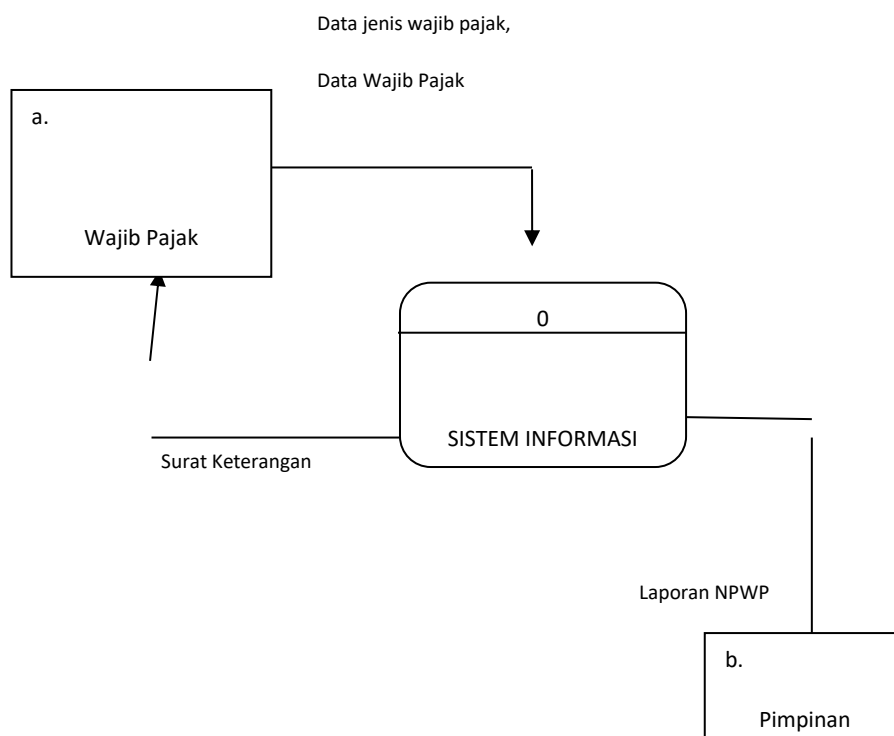 Data jenis wajib pajak,
Data Wajib Pajak
a.
Wajib Pajak
0
SISTEM INFORMASI
Surat Keterangan
Laporan NPWP
b.
Pimpinan